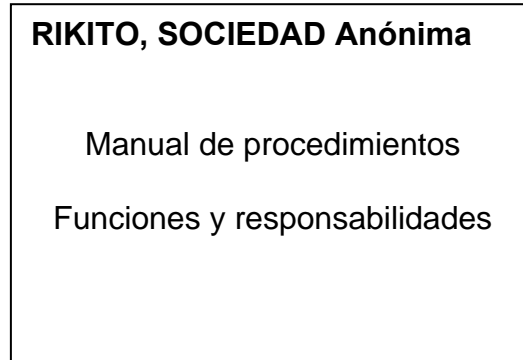 RIKITO, SOCIEDAD Anónima
Manual de procedimientos
Funciones y responsabilidades